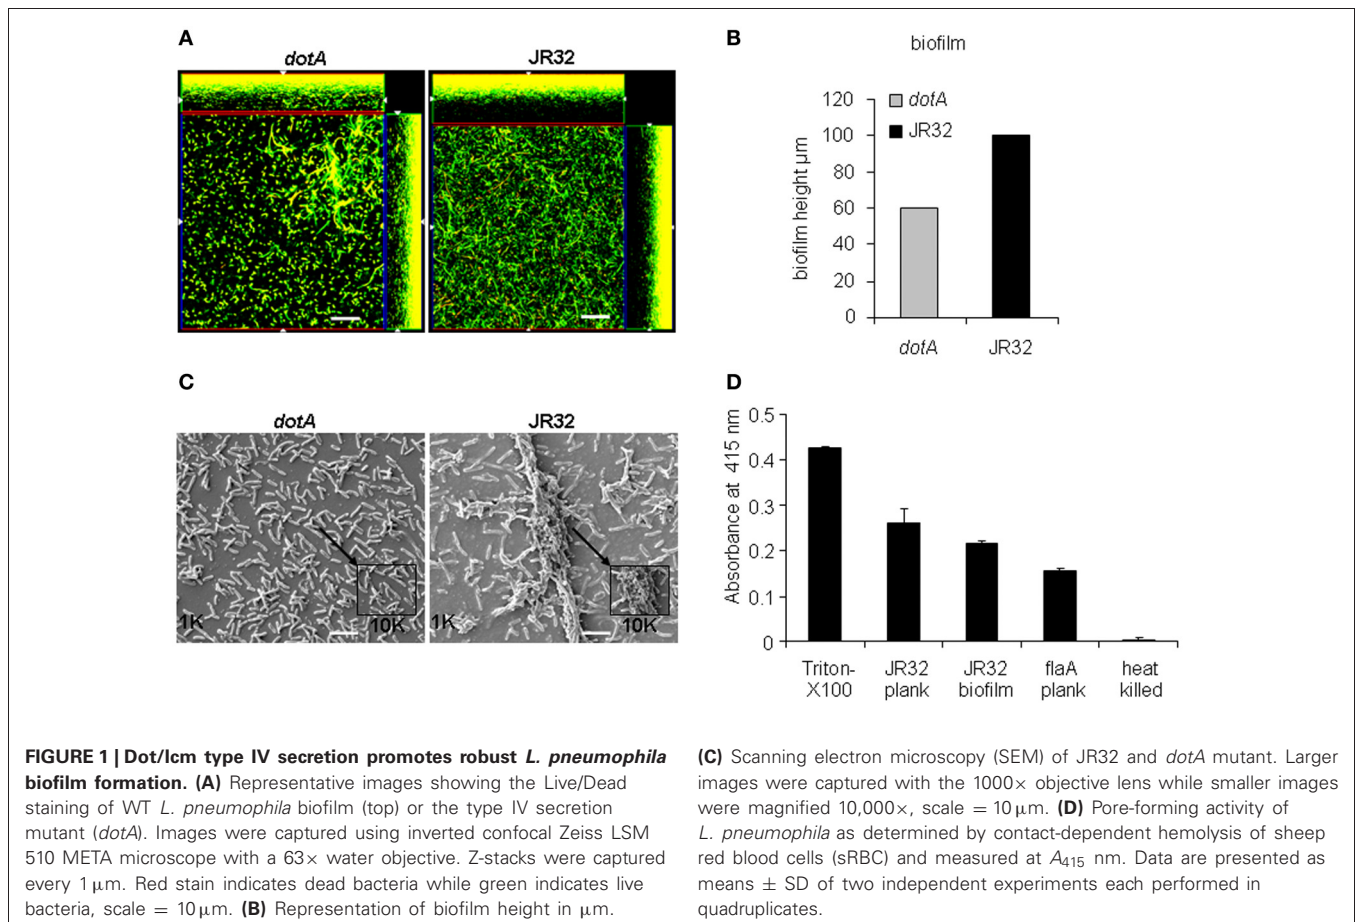 A
dotA
JR32
B
biofilm
biofilm height µm
120
100
80
60
40
20
0
dotA
JR32
dotA
JR32
C
dotA
JR32
1K
10K
1K
10K
D
Absorbance at 415 nm
0.5
0.4
0.3
0.2
0.1
0
Triton-
X100
JR32
plank
JR32
biofilm
flaA
plank
heat
killed
FIGURE 1 | Dot/Icm type IV secretion promotes robust L. pneumophila
biofilm formation. (A) Representative images showing the Live/Dead
staining of WT L. pneumophila biofilm (top) or the type IV secretion
mutant (dotA). Images were captured using inverted confocal Zeiss LSM
510 META microscope with a 63× water objective. Z-stacks were captured
every 1 µm. Red stain indicates dead bacteria while green indicates live
bacteria, scale = 10 µm. (B) Representation of biofilm height in µm.
(C) Scanning electron microscopy (SEM) of JR32 and dotA mutant. Larger
images were captured with the 1000× objective lens while smaller images
were magnified 10,000×, scale = 10 µm. (D) Pore-forming activity of
L. pneumophila as determined by contact-dependent hemolysis of sheep
red blood cells (sRBC) and measured at A415 nm. Data are presented as
means ± SD of two independent experiments each performed in
quadruplicates.